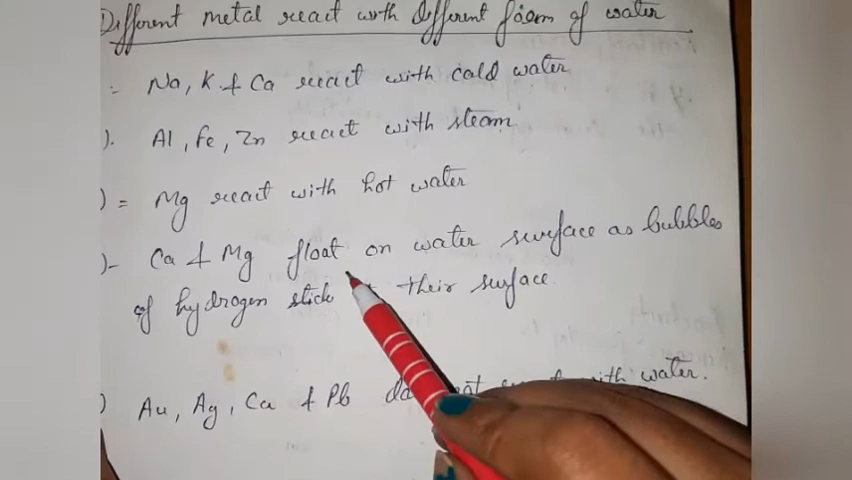 Different metal react with different form of water
= Na, K & Ca react with cold water
). Al, Fe, Zn react with steam
) = Mg react with hot water
)- Ca & Mg float on water surface as bubbles
of hydrogen stick their surface
) Au, Ag, Ca & Pb do with water.